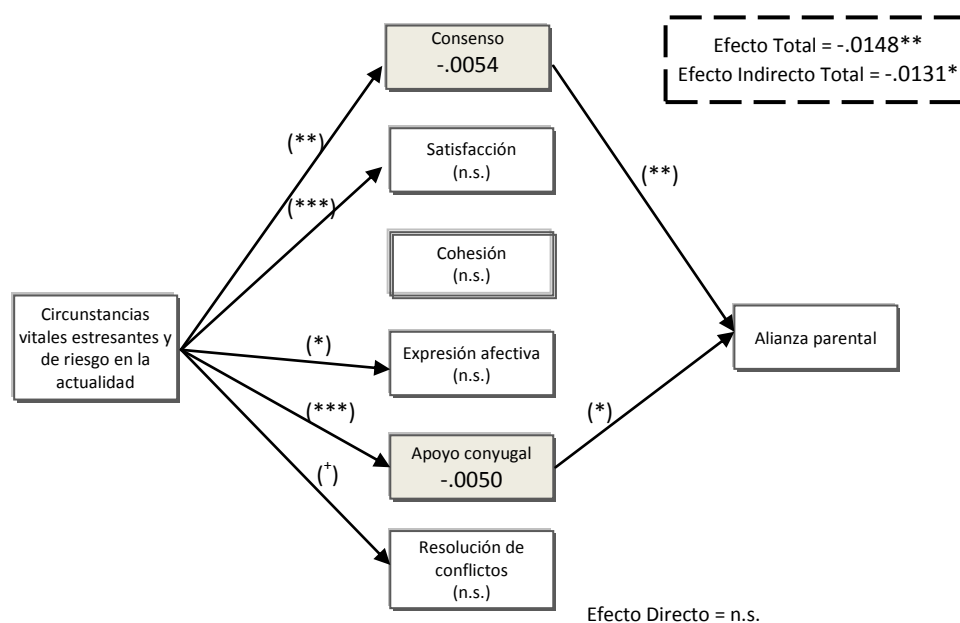 Consenso
-.0054
Efecto Total = -.0148**
Efecto Indirecto Total = -.0131*
(**)
Satisfacción
(n.s.)
(**)
(***)
Cohesión
(n.s.)
Circunstancias
vitales estresantes y
de riesgo en la
actualidad
(*)
Expresión afectiva
(n.s.)
Alianza parental
(***)
(*)
Apoyo conyugal
-.0050
(+)
Resolución de
conflictos
(n.s.)
Efecto Directo = n.s.